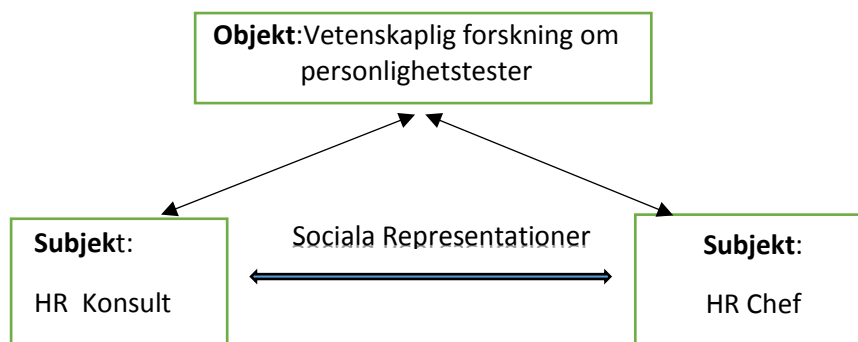 Objekt:Vetenskaplig forskning om
personlighetstester
Subjekt:
HR Konsult
Sociala Representationer
Subjekt:
HR Chef